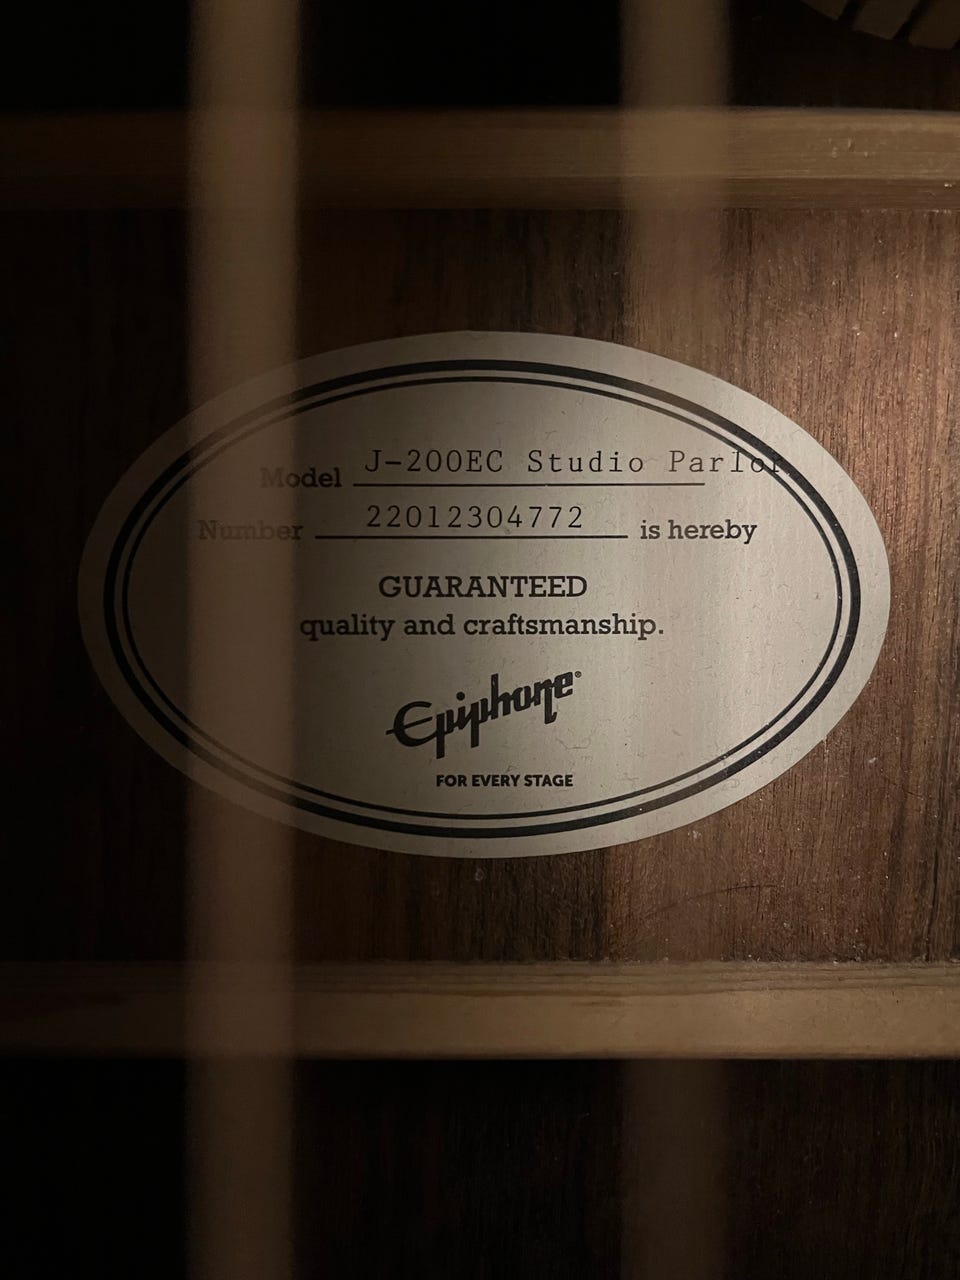 Model J-200EC Studio Parlor
Number 22012304772 is hereby
GUARANTEED
quality and craftsmanship.
Epiphone®
FOR EVERY STAGE